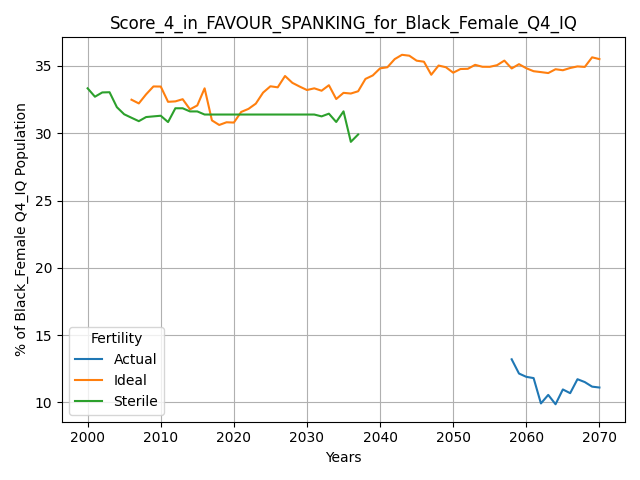 Score_4_in_FAVOUR_SPANKING_for_Black_Female_Q4_IQ
% of Black_Female Q4_IQ Population
35
30
25
20
15
10
Fertility
Actual
Ideal
Sterile
2000 2010 2020 2030 2040 2050 2060 2070
Years